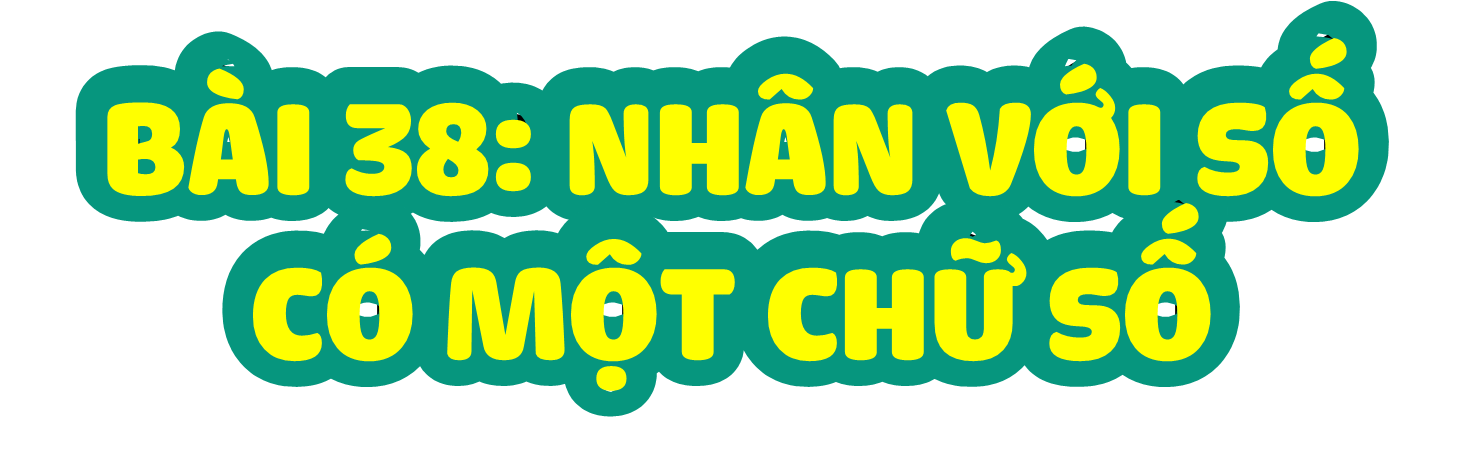 BÀI 38: NHÂN VỚI SỐ
CÓ MỘT CHỮ SỐ